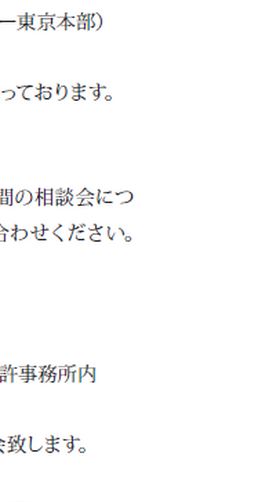 ー東京本部）
っております。
間の相談会につ
合わせください。
許事務所内
会致します。